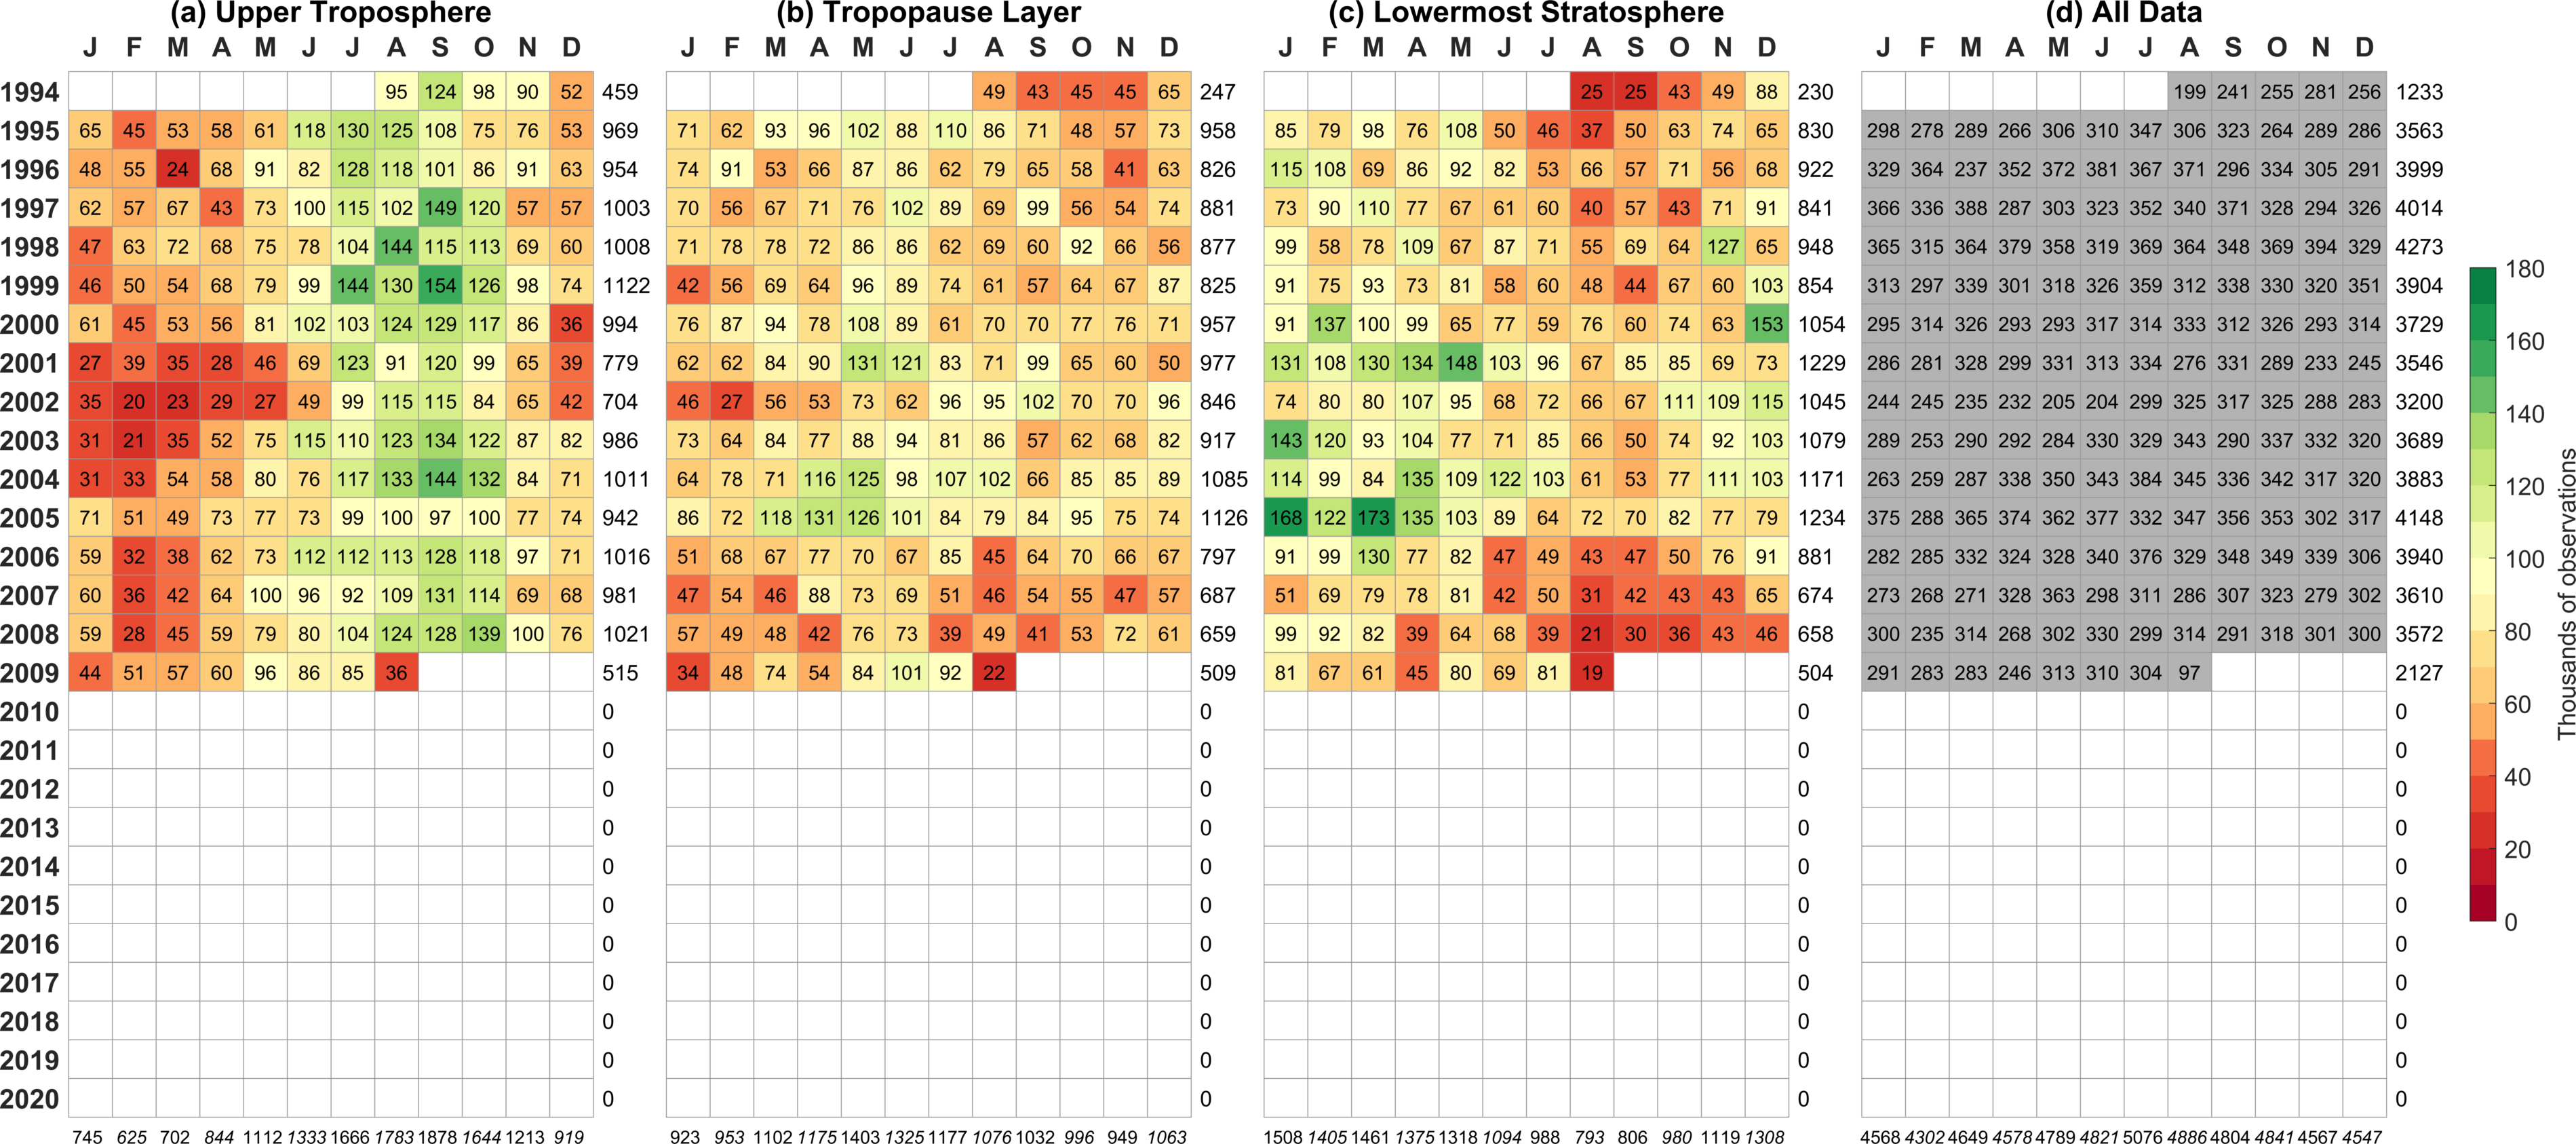 (a) Upper Troposphere (b) Tropopause Layer (c) Lowermost Stratosphere (d) All Data
J F M A M J J A S O N D J F M A M J J A S O N D J F M A M J J A S O N D J F M A M J J A S O N D
1994 95 124 98 90 52 459 49 43 45 45 65 247 25 25 43 49 88 230 199 241 255 281 256 1233
1995 65 45 53 58 61 118 130 125 108 75 76 53 969 71 62 93 96 102 88 110 86 71 48 57 73 958 85 79 98 76 108 50 46 37 50 63 74 65 830 298 278 289 266 306 310 347 306 323 264 289 286 3563
1996 48 55 24 68 91 82 128 118 101 86 91 63 954 74 91 53 66 87 86 62 79 65 58 41 63 826 115 108 69 86 92 82 53 66 57 71 56 68 922 329 364 237 352 372 381 367 371 296 334 305 291 3999
1997 62 57 67 43 73 100 115 102 149 120 57 57 1003 70 56 67 71 76 102 89 69 99 56 54 74 881 73 90 110 77 67 61 60 40 57 43 71 91 841 366 336 388 287 303 323 352 340 371 328 294 326 4014
1998 47 63 72 68 75 78 104 144 115 113 69 60 1008 71 78 78 72 86 86 62 69 60 92 66 56 877 99 58 78 109 67 87 71 55 69 64 127 65 948 365 315 364 379 358 319 369 364 348 369 394 329 4273
1999 46 50 54 68 79 99 144 130 154 126 98 74 1122 42 56 69 64 96 89 74 61 57 64 67 87 825 91 75 93 73 81 58 60 48 44 67 60 103 854 313 297 339 301 318 326 359 312 338 330 320 351 3904
2000 61 45 53 56 81 102 103 124 129 117 86 36 994 76 87 94 78 108 89 61 70 70 77 76 71 957 91 137 100 99 65 77 59 76 60 74 63 153 1054 295 314 326 293 293 317 314 333 312 326 293 314 3729
2001 27 39 35 28 46 69 123 91 120 99 65 39 779 62 62 84 90 131 121 83 71 99 65 60 50 977 131 108 130 134 148 103 96 67 85 85 69 73 1229 286 281 328 299 331 313 334 276 331 289 233 245 3546
2002 35 20 23 29 27 49 99 115 115 84 65 42 704 46 27 56 53 73 62 96 95 102 70 70 96 846 74 80 80 107 95 68 72 66 67 111 109 115 1045 244 245 235 232 205 204 299 325 317 325 288 283 3200
2003 31 21 35 52 75 115 110 123 134 122 87 82 986 73 64 84 77 88 94 81 86 57 62 68 82 917 143 120 93 104 77 71 85 66 50 74 92 103 1079 289 253 290 292 284 330 329 343 290 337 332 320 3689
2004 31 33 54 58 80 76 117 133 144 132 84 71 1011 64 78 71 116 125 98 107 102 66 85 85 89 1085 114 99 84 135 109 122 103 61 53 77 111 103 1171 263 259 287 338 350 343 384 345 336 342 317 320 3883
2005 71 51 49 73 77 73 99 100 97 100 77 74 942 86 72 118 131 126 101 84 79 84 95 75 74 1126 168 122 173 135 103 89 64 72 70 82 77 79 1234 375 288 365 374 362 377 332 347 356 353 302 317 4148
2006 59 32 38 62 73 112 112 113 128 118 97 71 1016 51 68 67 77 70 67 85 45 64 70 66 67 797 91 99 130 77 82 47 49 43 47 50 76 91 881 282 285 332 324 328 340 376 329 348 349 339 306 3940
2007 60 36 42 64 100 96 92 109 131 114 69 68 981 47 54 46 88 73 69 51 46 54 55 47 57 687 51 69 79 78 81 42 50 31 42 43 43 65 674 273 268 271 328 363 298 311 286 307 323 279 302 3610
2008 59 28 45 59 79 80 104 124 128 139 100 76 1021 57 49 48 42 76 73 39 49 41 53 72 61 659 99 92 82 39 64 68 39 21 30 36 43 46 658 300 235 314 268 302 330 299 314 291 318 301 300 3572
2009 44 51 57 60 96 86 85 36 515 34 48 74 54 84 101 92 22 509 81 67 61 45 80 69 81 19 504 291 283 283 246 313 310 304 97 2127
2010 0 0 0 0
2011 0 0 0 0
2012 0 0 0 0
2013 0 0 0 0
2014 0 0 0 0
2015 0 0 0 0
2016 0 0 0 0
2017 0 0 0 0
2018 0 0 0 0
2019 0 0 0 0
2020 0 0 0 0
745 625 702 844 1112 1333 1666 1783 1878 1644 1213 919 923 953 1102 1175 1403 1325 1177 1076 1032 996 949 1063 1508 1405 1461 1375 1318 1094 988 793 806 980 1119 1308 4568 4302 4649 4578 4789 4821 5076 4886 4804 4841 4567 4547
180
160
140
120
100
80
60
40
20
0
Thousands of observations